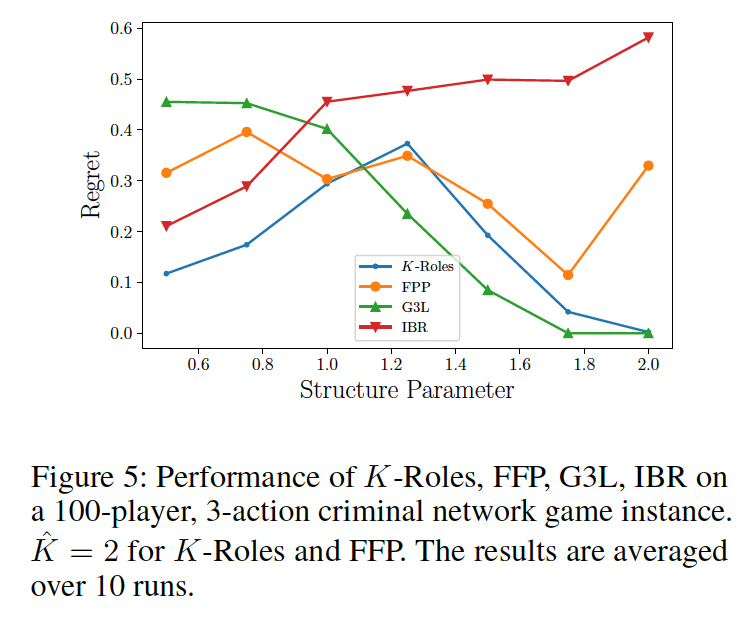 0.6
0.5
0.4
0.3
0.2
0.1
0.0
Regret
K-Roles
FPP
G3L
IBR
0.6 0.8 1.0 1.2 1.4 1.6 1.8 2.0
Structure Parameter
Figure 5: Performance of K-Roles, FFP, G3L, IBR on
a 100-player, 3-action criminal network game instance.
K̂ = 2 for K-Roles and FFP. The results are averaged
over 10 runs.